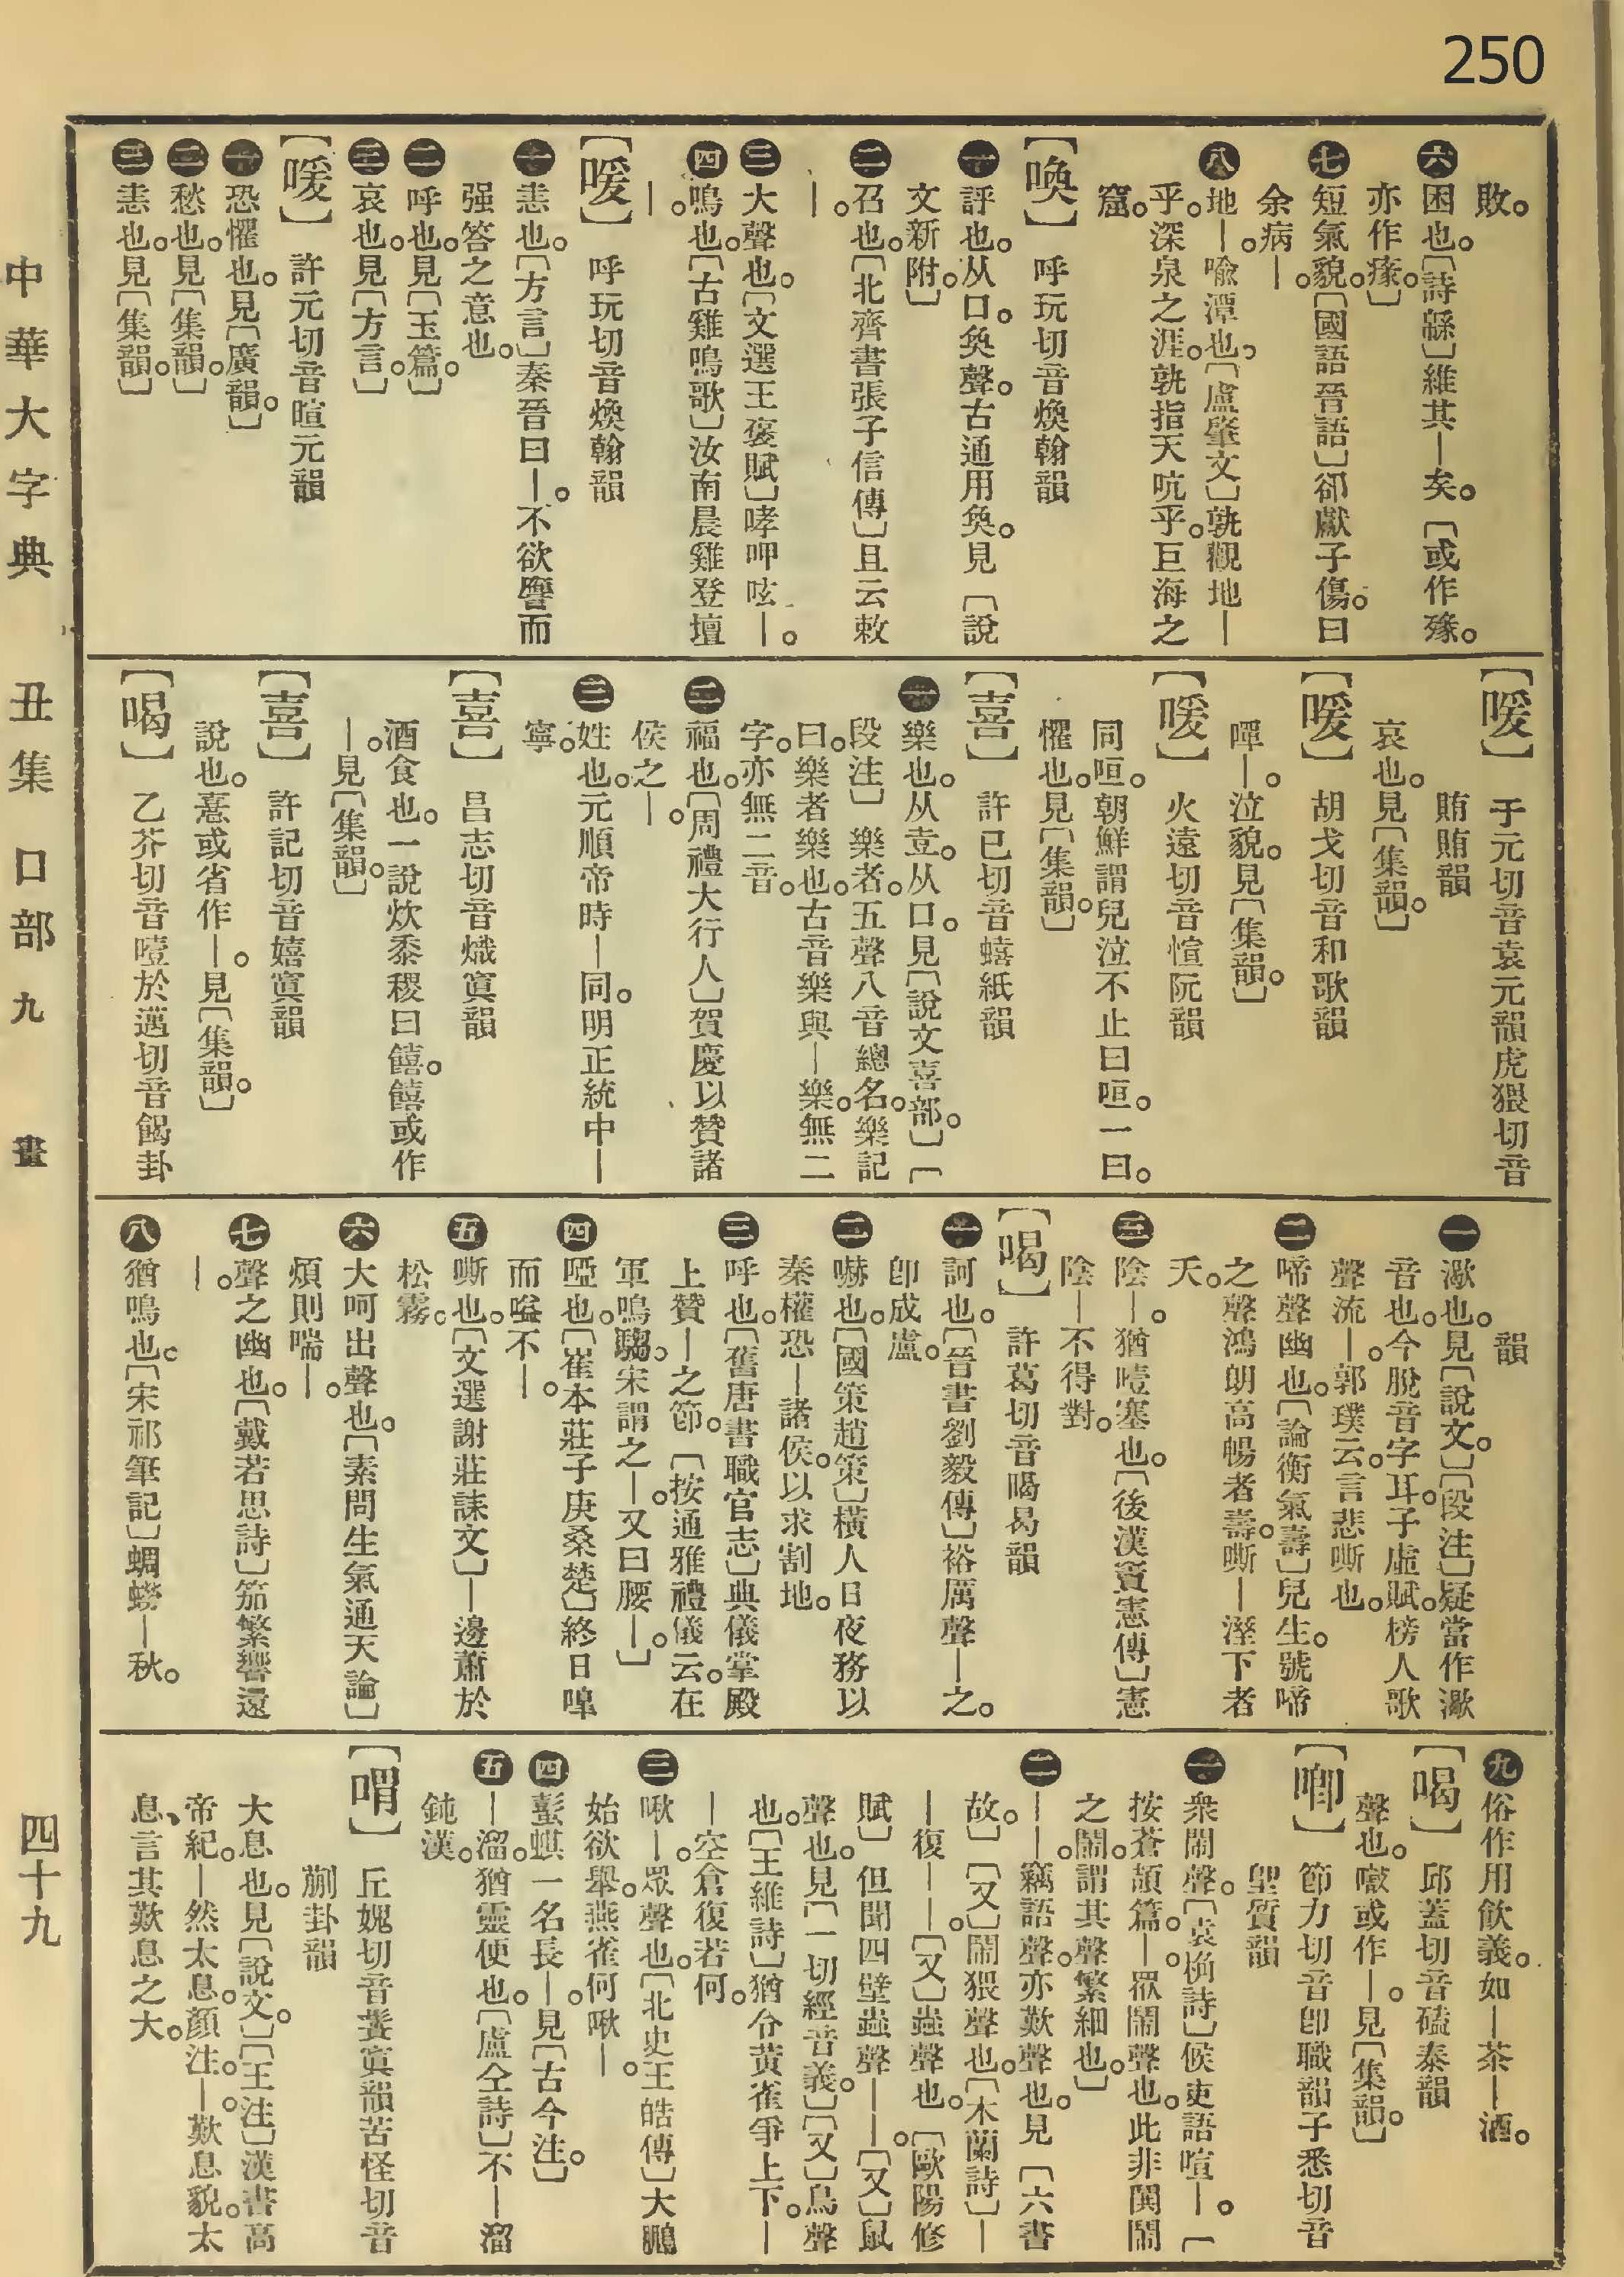 250
敗。
六 困也。〔詩緜〕維其｜矣。〔或作㱵。
亦作瘃。〕
七 短氣貌。〔國語晉語〕郤獻子傷。曰
余病｜。
八 地｜。喩潭也。〔盧肇文〕孰觀地｜
乎。深泉之涯。孰指天吭乎。巨海之
窟。
【喚】 呼玩切音煥翰韻
一 評也。从口。奐聲。古通用奐。見〔說
文新附。〕
二 召也。〔北齊書張子信傳〕且云敕
｜。
三 大聲也。〔文選王褒賦〕哮呷呟｜。
四 鳴也。〔古雞鳴歌〕汝南晨雞登壇
｜。
【喛】 呼玩切音煥翰韻
一 恚也。〔方言〕秦晉曰｜。不欲譍而
强答之意也。
二 呼也。見〔玉篇。〕
三 哀也。見〔方言。〕
【喛】 許元切音暄元韻
一 恐懼也。見〔廣韻。〕
二 愁也。見〔集韻。〕
三 恚也。見〔集韻。〕
【喛】 于元切音袁元韻虎猥切音
賄賄韻
哀也。見〔集韻。〕
【喛】 胡戈切音和歌韻
嘽｜。泣貌。見〔集韻。〕
【喛】 火遠切音愃阮韻
同咺。朝鮮謂兒泣不止曰咺。一曰。
懼也。見〔集韻。〕
【喜】 許已切音蟢紙韻
一 樂也。从壴。从口。見〔說文喜部。〕〔
段注〕樂者。五聲八音總名。樂記
曰。樂者樂也。古音樂與｜樂。無二
字。亦無二音。
二 福也。〔周禮大行人〕賀慶以贊諸
侯之｜。
三 姓也。元順帝時｜同。明正統中｜
寧。
【喜】 昌志切音熾寘韻
酒食也。一說炊黍稷曰饎。饎或作
｜。見〔集韻。〕
【喜】 許記切音嬉寘韻
說也。憙或省作｜。見〔集韻。〕
【喝】 乙芥切音噎於邁切音餲卦
韻
一 㵣也。見〔說文。〕〔段注〕疑當作㵣
音也。今脫音字耳。子虛賦。榜人歌
聲流｜。郭璞云。言悲嘶也。
二 啼聲幽也。〔論衡氣壽〕兒生。號啼
之聲鴻朗高暢者壽。嘶｜溼下者
夭。
三 陰｜。猶噎塞也。〔後漢竇憲傳〕憲
陰｜不得對。
【喝】 許葛切音暍曷韻
一 訶也。〔晉書劉毅傳〕裕厲聲｜之。
卽成盧。
二 嚇也。〔國策趙策〕橫人日夜務以
秦權恐｜諸侯。以求割地。
三 呼也。〔舊唐書職官志〕典儀掌殿
上贊｜之節。〔按通雅禮儀云。在
軍鳴騶。宋謂之｜。又曰腰｜。〕
四 啞也。〔崔本莊子庚桑楚〕終日嘷
而嗌不｜。
五 嘶也。〔文選謝莊誄文〕｜邊蕭於
松霧。
六 大呵出聲也。〔素問生氣通天論〕
煩則喘｜。
七 聲之幽也。〔戴若思詩〕笳繁響還
｜。
八 猶鳴也。〔宋祁筆記〕蜩蟧｜秋。
九 俗作用飮義。如｜茶｜酒。
【喝】 邱蓋切音磕泰韻
聲也。嶱或作｜。見〔集韻。〕
【喞】 節力切音卽職韻子悉切音
堲質韻
一 衆鬧聲。〔袁桷詩〕候吏語喧｜。〔
按蒼頡篇。｜。眾鬧聲也。此非閧鬧
之鬧。謂其聲繁細也。〕
二 ｜｜。竊語聲。亦歎聲也。見〔六書
故。〕〔又〕鬧猥聲也。〔木蘭詩〕｜
｜復｜｜。〔又〕蟲聲也。〔歐陽修
賦〕但聞四壁蟲聲｜｜。〔又〕鼠
聲也。見〔一切經音義。〕〔又〕鳥聲
也。〔王維詩〕猶兮黃雀爭上下。｜
｜空倉復若何。
三 啾｜。眾聲也。〔北史王皓傳〕大鵬
始欲舉。燕雀何啾｜。
四 彭蜞一名長｜。見〔古今注。〕
五 ｜溜。猶靈便也。〔盧仝詩〕不｜溜
鈍漢。
【喟】 丘媿切音蕢寘韻苦怪切音
蒯卦韻
大息也。見〔說文。〕〔王注〕漢書高
帝紀。｜然太息。顏注。｜。歎息貌。太
息、言其歎息之大。
中華大字典 丑集 口部 九 畫 四十九